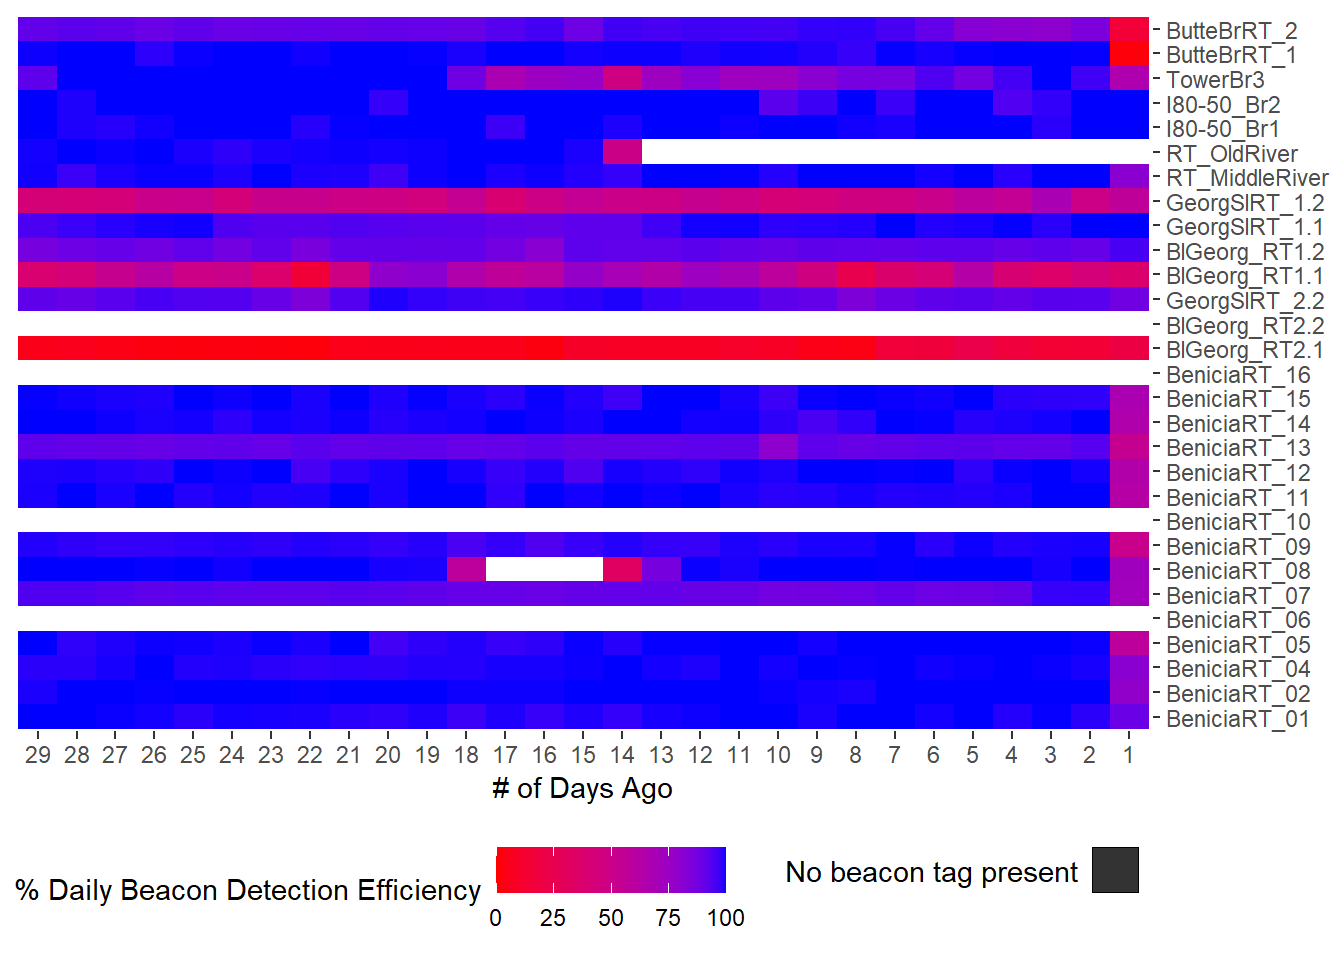 ButteBrRT_2
ButteBrRT_1
TowerBr3
I80-50_Br2
I80-50_Br1
RT_OldRiver
RT_MiddleRiver
GeorgSlRT_1.2
GeorgSlRT_1.1
BlGeorg_RT1.2
BlGeorg_RT1.1
GeorgSlRT_2.2
BlGeorg_RT2.2
BlGeorg_RT2.1
BeniciaRT_16
BeniciaRT_15
BeniciaRT_14
BeniciaRT_13
BeniciaRT_12
BeniciaRT_11
BeniciaRT_10
BeniciaRT_09
BeniciaRT_08
BeniciaRT_07
BeniciaRT_06
BeniciaRT_05
BeniciaRT_04
BeniciaRT_02
BeniciaRT_01
29 28 27 26 25 24 23 22 21 20 19 18 17 16 15 14 13 12 11 10 9 8 7 6 5 4 3 2 1
# of Days Ago
% Daily Beacon Detection Efficiency
0 25 50 75 100
No beacon tag present